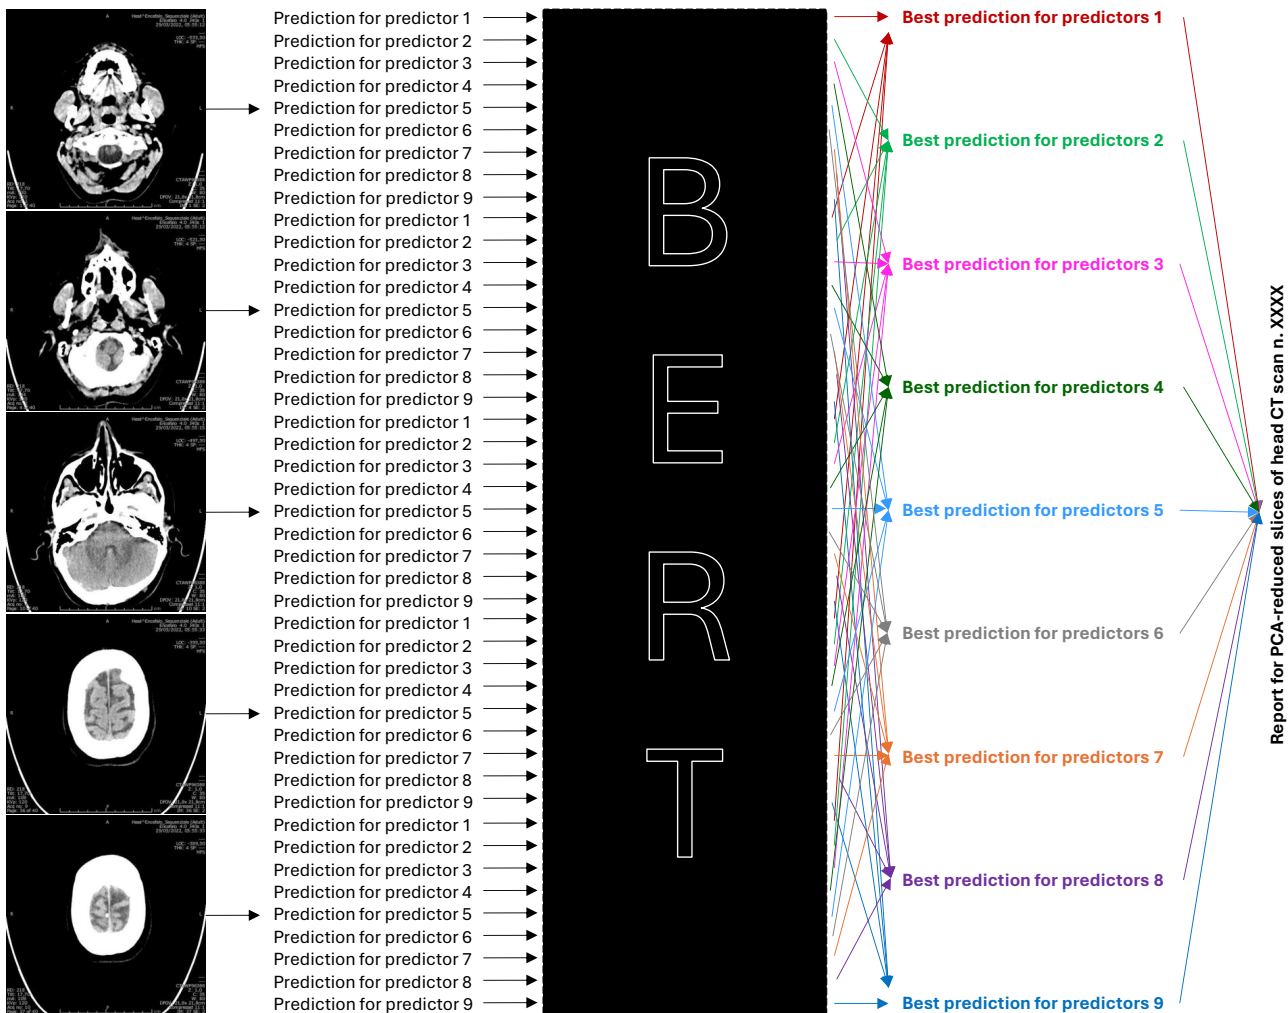 Prediction for predictor 1
Prediction for predictor 2
Prediction for predictor 3
Prediction for predictor 4
Prediction for predictor 5
Prediction for predictor 6
Prediction for predictor 7
Prediction for predictor 8
Prediction for predictor 9
Prediction for predictor 1
Prediction for predictor 2
Prediction for predictor 3
Prediction for predictor 4
Prediction for predictor 5
Prediction for predictor 6
Prediction for predictor 7
Prediction for predictor 8
Prediction for predictor 9
Prediction for predictor 1
Prediction for predictor 2
Prediction for predictor 3
Prediction for predictor 4
Prediction for predictor 5
Prediction for predictor 6
Prediction for predictor 7
Prediction for predictor 8
Prediction for predictor 9
Prediction for predictor 1
Prediction for predictor 2
Prediction for predictor 3
Prediction for predictor 4
Prediction for predictor 5
Prediction for predictor 6
Prediction for predictor 7
Prediction for predictor 8
Prediction for predictor 9
Prediction for predictor 1
Prediction for predictor 2
Prediction for predictor 3
Prediction for predictor 4
Prediction for predictor 5
Prediction for predictor 6
Prediction for predictor 7
Prediction for predictor 8
Prediction for predictor 9
B
E
R
T
Best prediction for predictors 1
Best prediction for predictors 2
Best prediction for predictors 3
Best prediction for predictors 4
Best prediction for predictors 5
Best prediction for predictors 6
Best prediction for predictors 7
Best prediction for predictors 8
Best prediction for predictors 9
Report for PCA-reduced slices of head CT scan n. XXXX